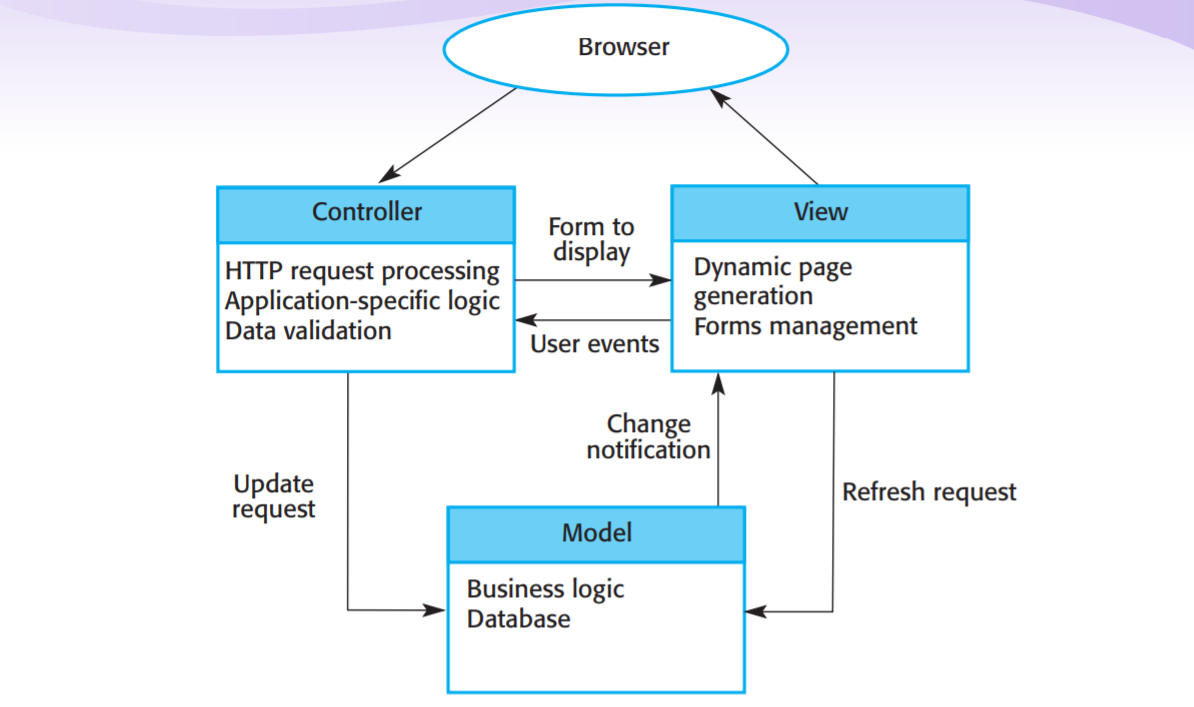 Browser
Controller
HTTP request processing
Application-specific logic
Data validation
Form to
display
User events
View
Dynamic page
generation
Forms management
Update
request
Change
notification
Refresh request
Model
Business logic
Database